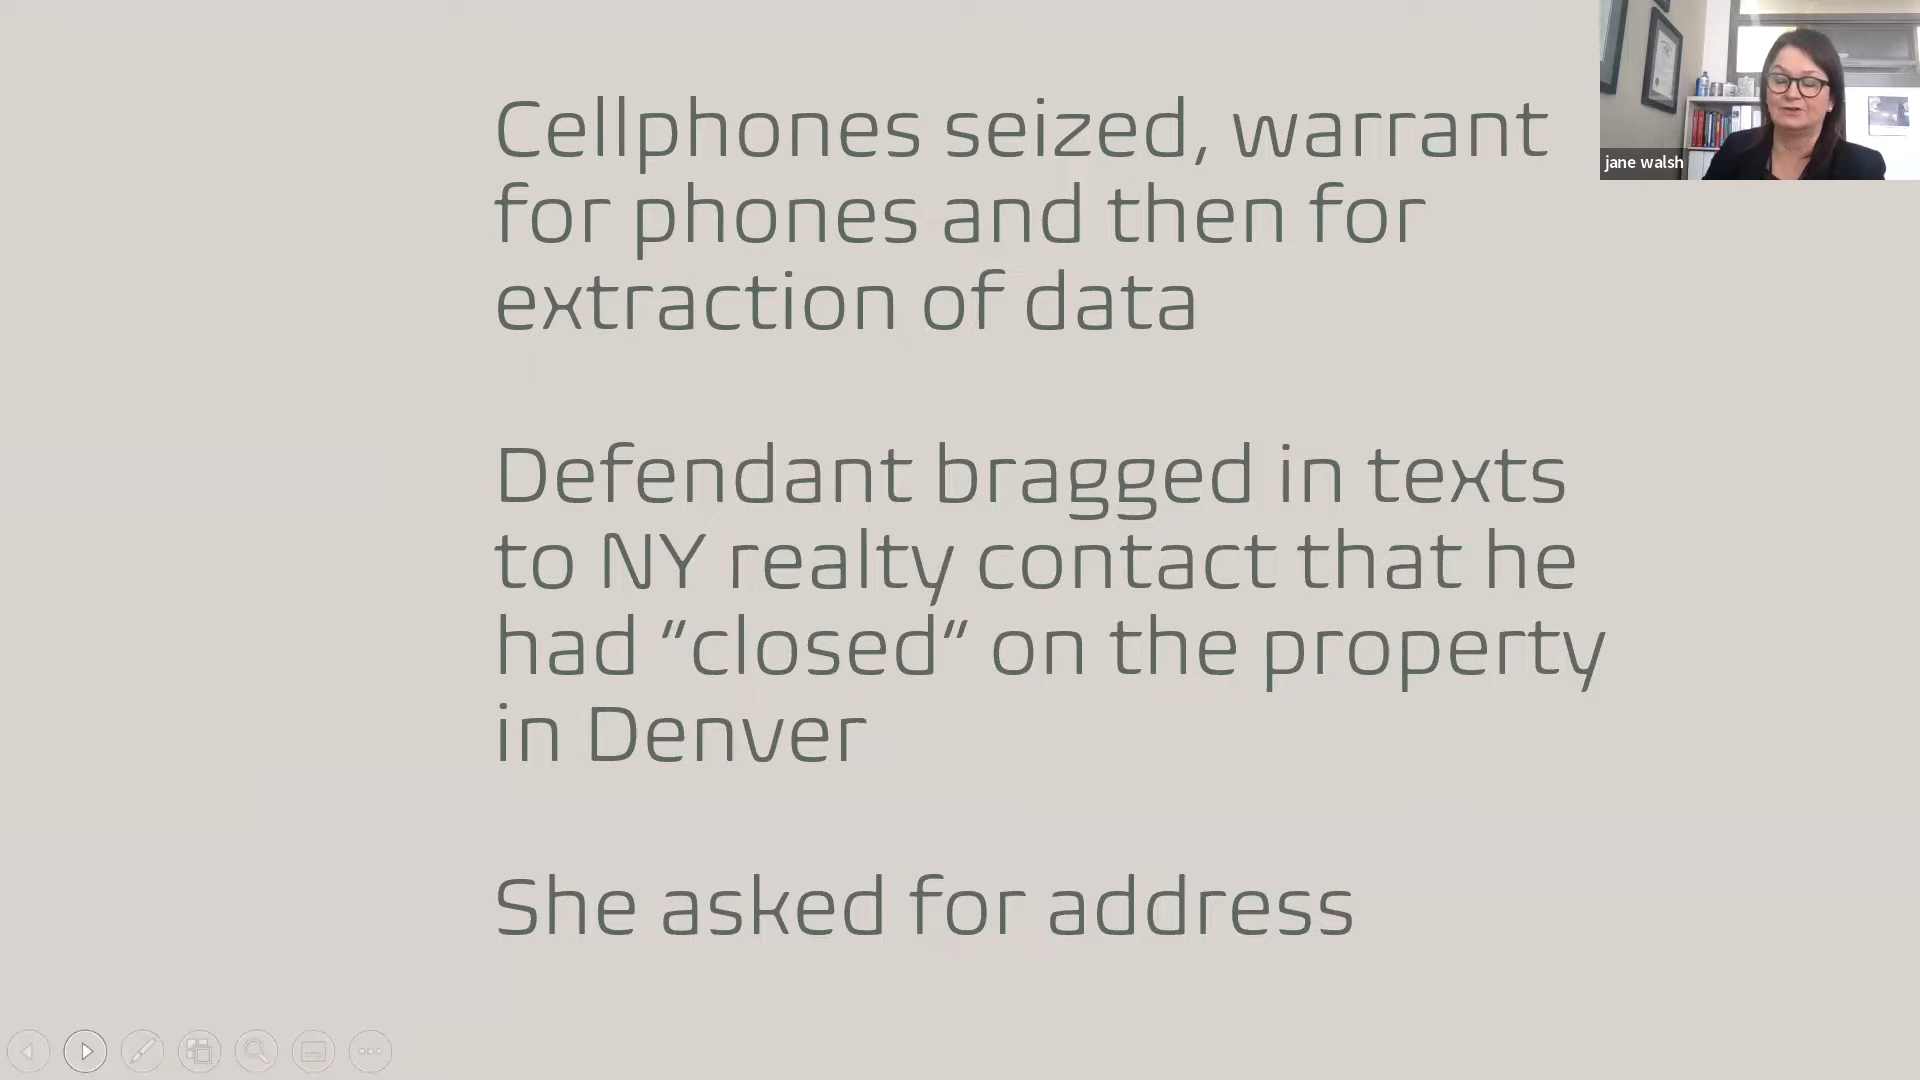 Cellphones seized, warrant
for phones and then for
extraction of data
Defendant bragged in texts
to NY realty contact that he
had “closed” on the property
in Denver
She asked for address
jane walsh